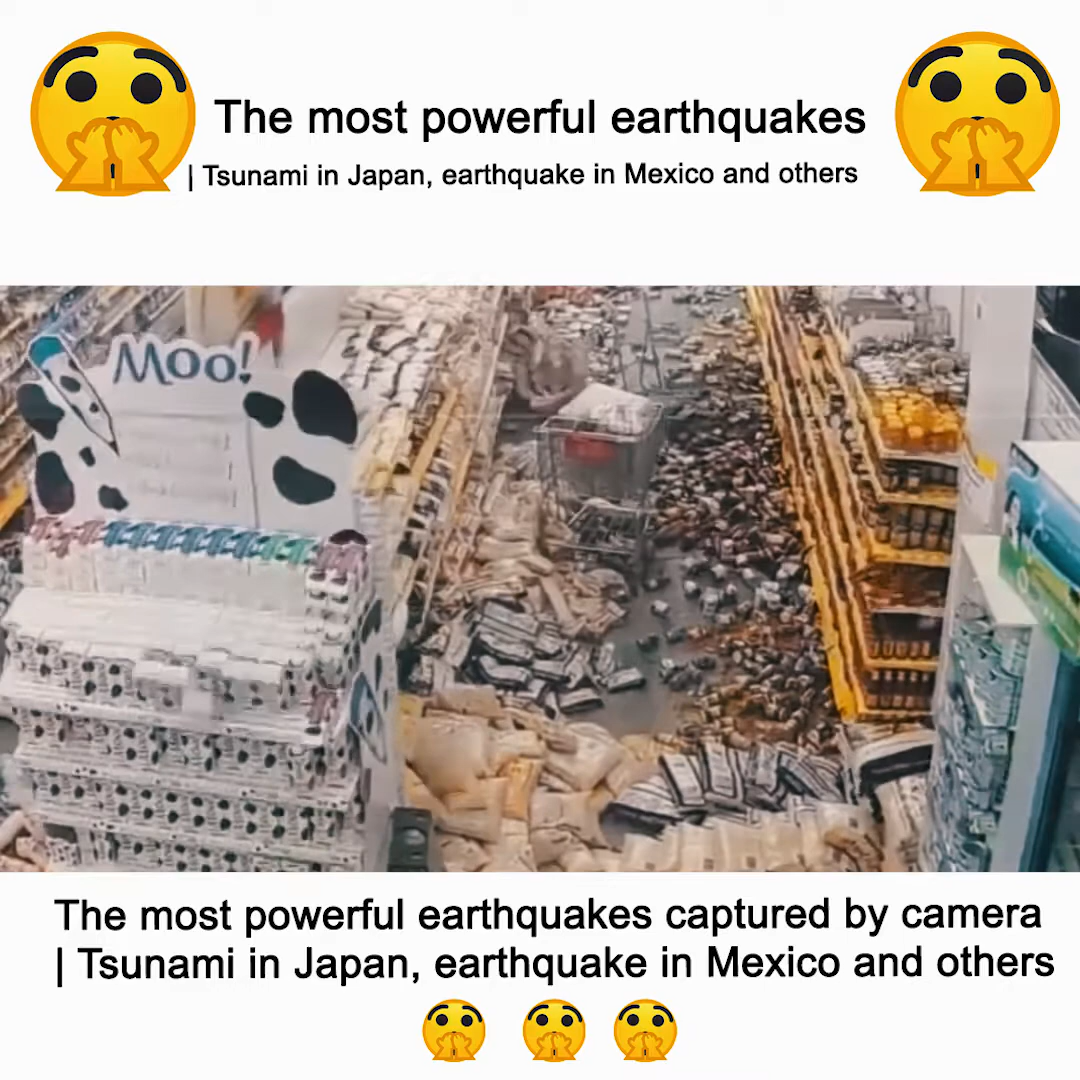 The most powerful earthquakes
| Tsunami in Japan, earthquake in Mexico and others
Moo!
The most powerful earthquakes captured by camera
| Tsunami in Japan, earthquake in Mexico and others